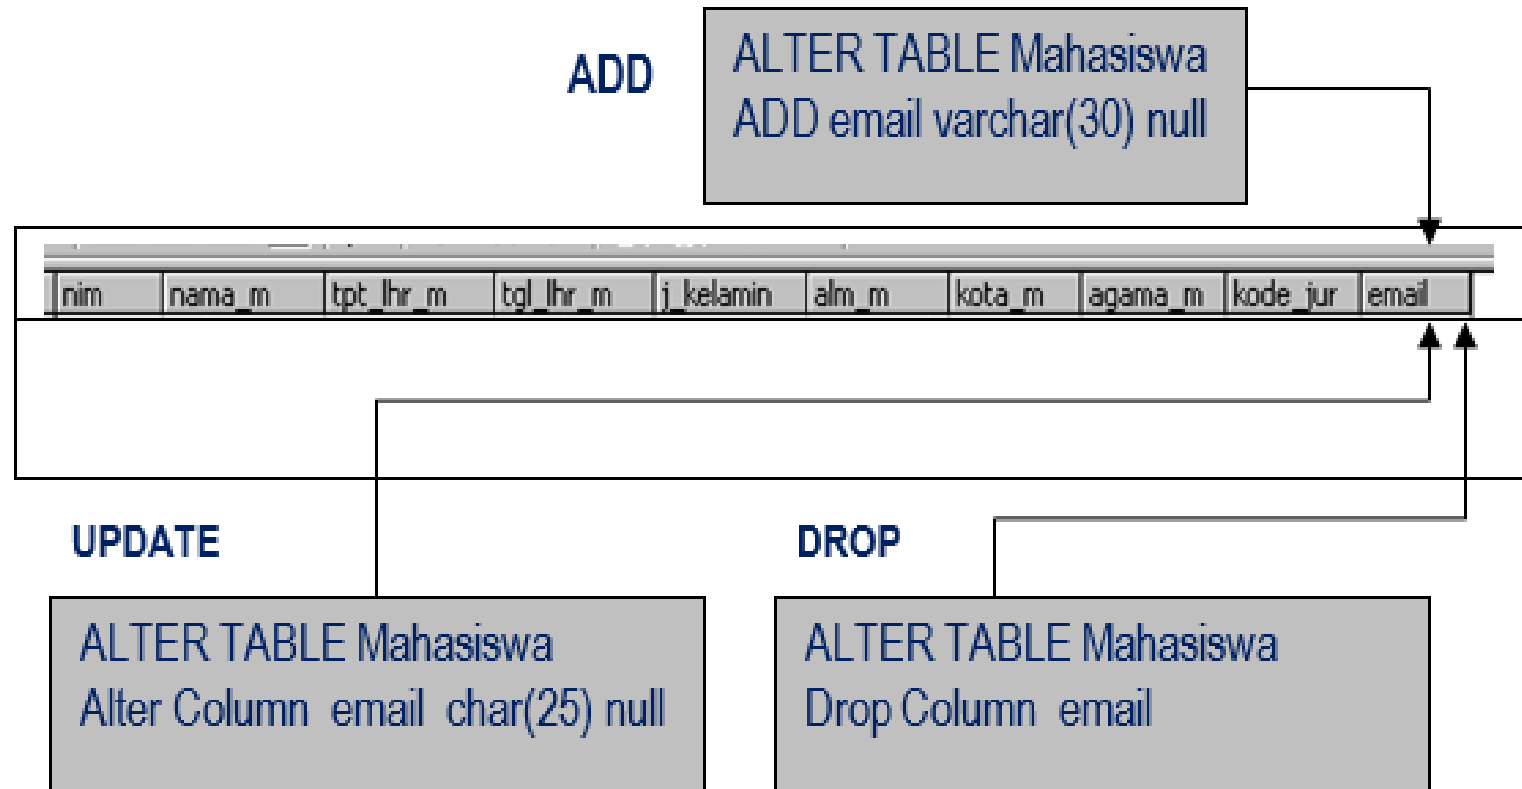 ADD
ALTER TABLE Mahasiswa
ADD email varchar(30) null
nim nama_m tpt_lhr_m tgl_lhr_m j_kelamin alm_m kota_m agama_m kode_jur email
UPDATE
ALTER TABLE Mahasiswa
Alter Column email char(25) null
DROP
ALTER TABLE Mahasiswa
Drop Column email